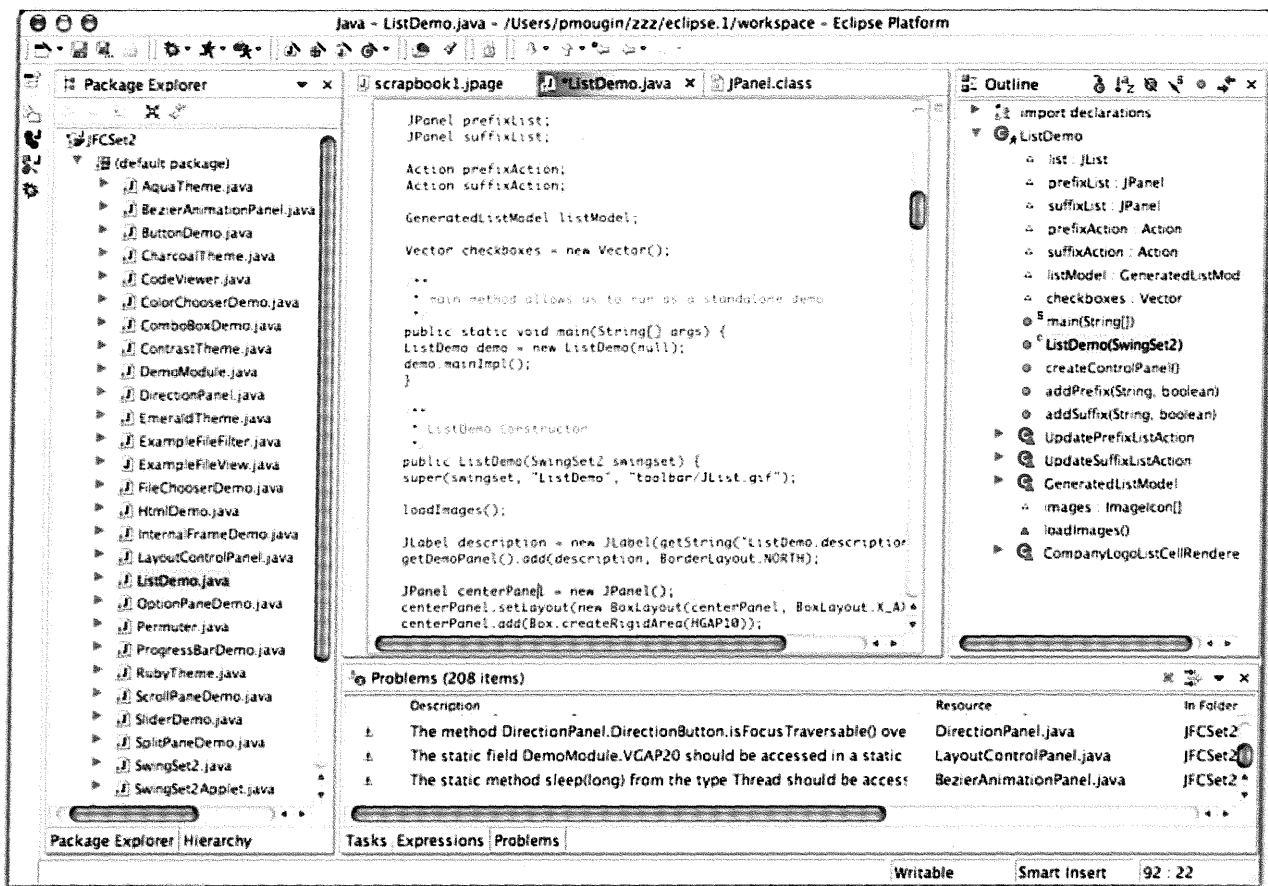 Java - ListDemo.java - /Users/pmougin/zzz/eclipse.1/workspace - Eclipse Platform
Package Explorer
JFCSet2
(default package)
AquaTheme.java
BezierAnimationPanel.java
ButtonDemo.java
CharcoalTheme.java
CodeViewer.java
ColorChooserDemo.java
ComboBoxDemo.java
ContrastTheme.java
DemoModule.java
DirectionPanel.java
EmeraldTheme.java
ExampleFileFilter.java
ExampleFileView.java
FileChooserDemo.java
HtmlDemo.java
InternalFrameDemo.java
LayoutControlPanel.java
ListDemo.java
OptionPaneDemo.java
Permuter.java
ProgressBarDemo.java
RubyTheme.java
ScrollPaneDemo.java
SliderDemo.java
SplitPaneDemo.java
SwingSet2.java
SwingSet2Applet.java
Package Explorer Hierarchy
scrapbook1.jpage *ListDemo.java JPanel.class
JPanel prefixList;
JPanel suffixList;
Action prefixAction;
Action suffixAction;
GeneratedListModel listModel;
Vector checkboxes = new Vector();
/**
* main method allows us to run as a standalone demo
*/
public static void main(String[] args) {
ListDemo demo = new ListDemo(null);
demo.mainImpl();
}
/**
* ListDemo Constructor
*/
public ListDemo(SwingSet2 swingset) {
super(swingset, "ListDemo", "toolbar/JList.gif");
loadImages();
JLabel description = new JLabel(getString("ListDemo.description
getDemoPanel().add(description, BorderLayout.NORTH);
JPanel centerPanel = new JPanel();
centerPanel.setLayout(new BoxLayout(centerPanel, BoxLayout.X_A)
centerPanel.add(Box.createRigidArea(HGAP10));
Outline
import declarations
ListDemo
list : JList
prefixList : JPanel
suffixList : JPanel
prefixAction : Action
suffixAction : Action
listModel : GeneratedListMod
checkboxes : Vector
main(String[])
ListDemo(SwingSet2)
createControlPanel()
addPrefix(String, boolean)
addSuffix(String, boolean)
UpdatePrefixListAction
UpdateSuffixListAction
GeneratedListModel
images : ImageIcon[]
loadImages()
CompanyLogoListCellRendere
Problems (208 items)
Description Resource In Folder
The method DirectionPanel.DirectionButton.isFocusTraversable() ove DirectionPanel.java JFCSet2
The static field DemoModule.VGAP20 should be accessed in a static LayoutControlPanel.java JFCSet2
The static method sleep(long) from the type Thread should be access BezierAnimationPanel.java JFCSet2
Tasks Expressions Problems
Writable Smart Insert 92 : 22